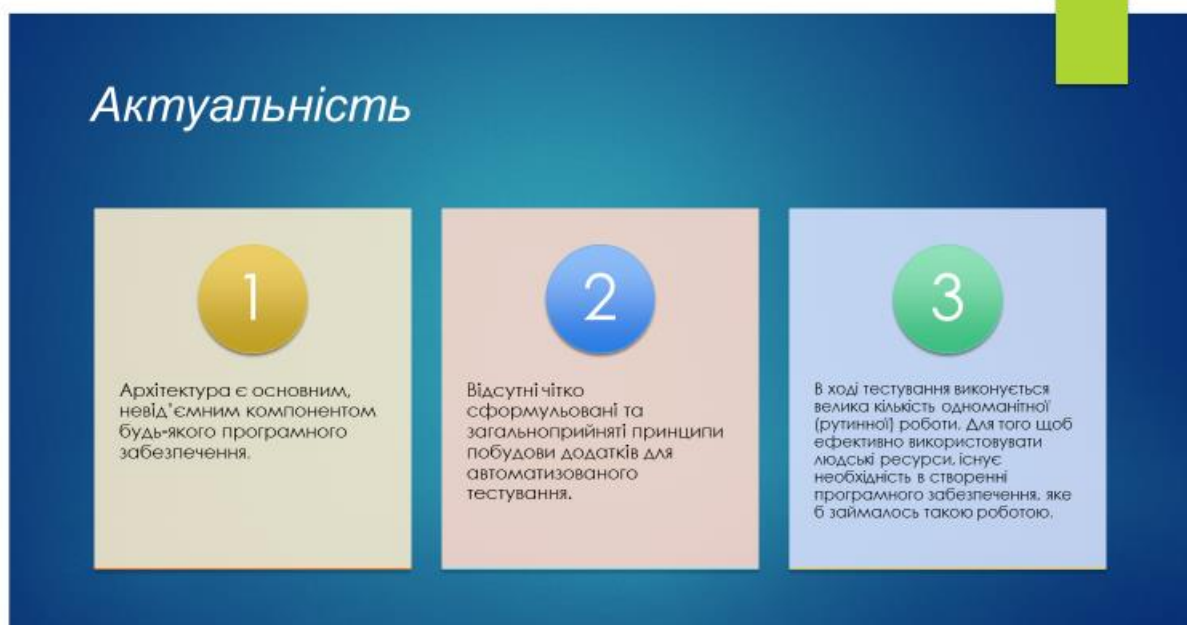 Актуальність
1
Архітектура є основним,
невід'ємним компонентом
будь-якого програмного
забезпечення.
2
Відсутні чітко
сформульовані та
загальноприйняті принципи
побудови додатків для
автоматизованого
тестування.
3
В ході тестування виконується
велика кількість одноманітної
(рутинної) роботи. Для того щоб
ефективно використовувати
людські ресурси, існує
необхідність в створенні
програмного забезпечення, яке
б займалось такою роботою.